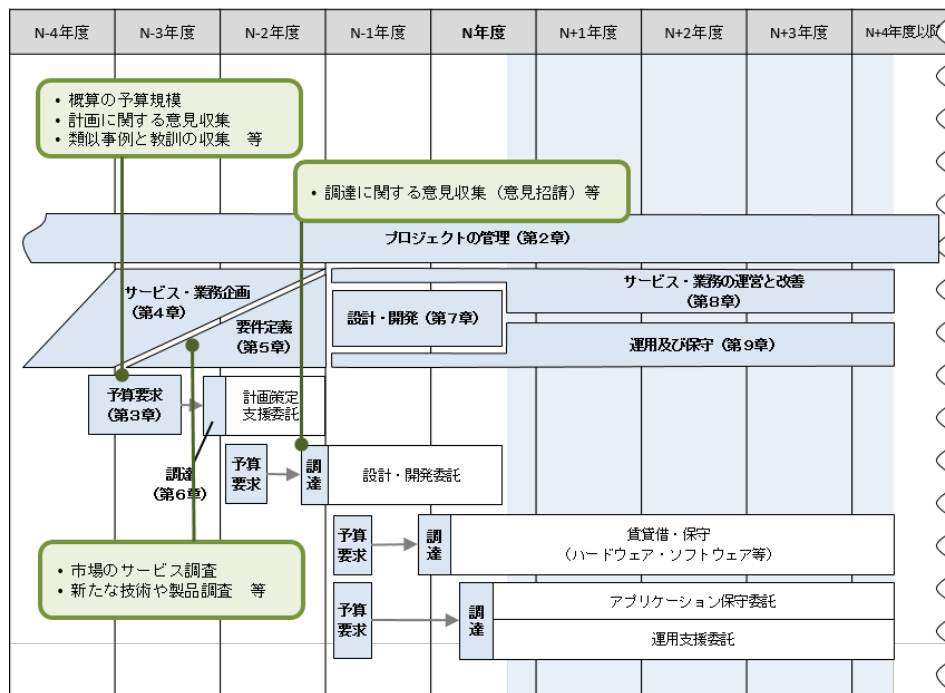 N-4年度
N-3年度
N-2年度
N-1年度
N年度
N+1年度
N+2年度
N+3年度
N+4年度以降
• 概算の予算規模
• 計画に関する意見収集
• 類似事例と教訓の収集　等
• 調達に関する意見収集（意見招請）等
プロジェクトの管理（第2章）
サービス・業務企画
（第4章）
要件定義
（第5章）
設計・開発（第7章）
サービス・業務の運営と改善
（第8章）
運用及び保守（第9章）
予算要求
（第3章）
計画策定
支援委託
調達
（第6章）
予算
要求
調
達
設計・開発委託
予算
要求
調
達
賃貸借・保守
（ハードウェア・ソフトウェア等）
• 市場のサービス調査
• 新たな技術や製品調査　等
予算
要求
調
達
アプリケーション保守委託
運用支援委託